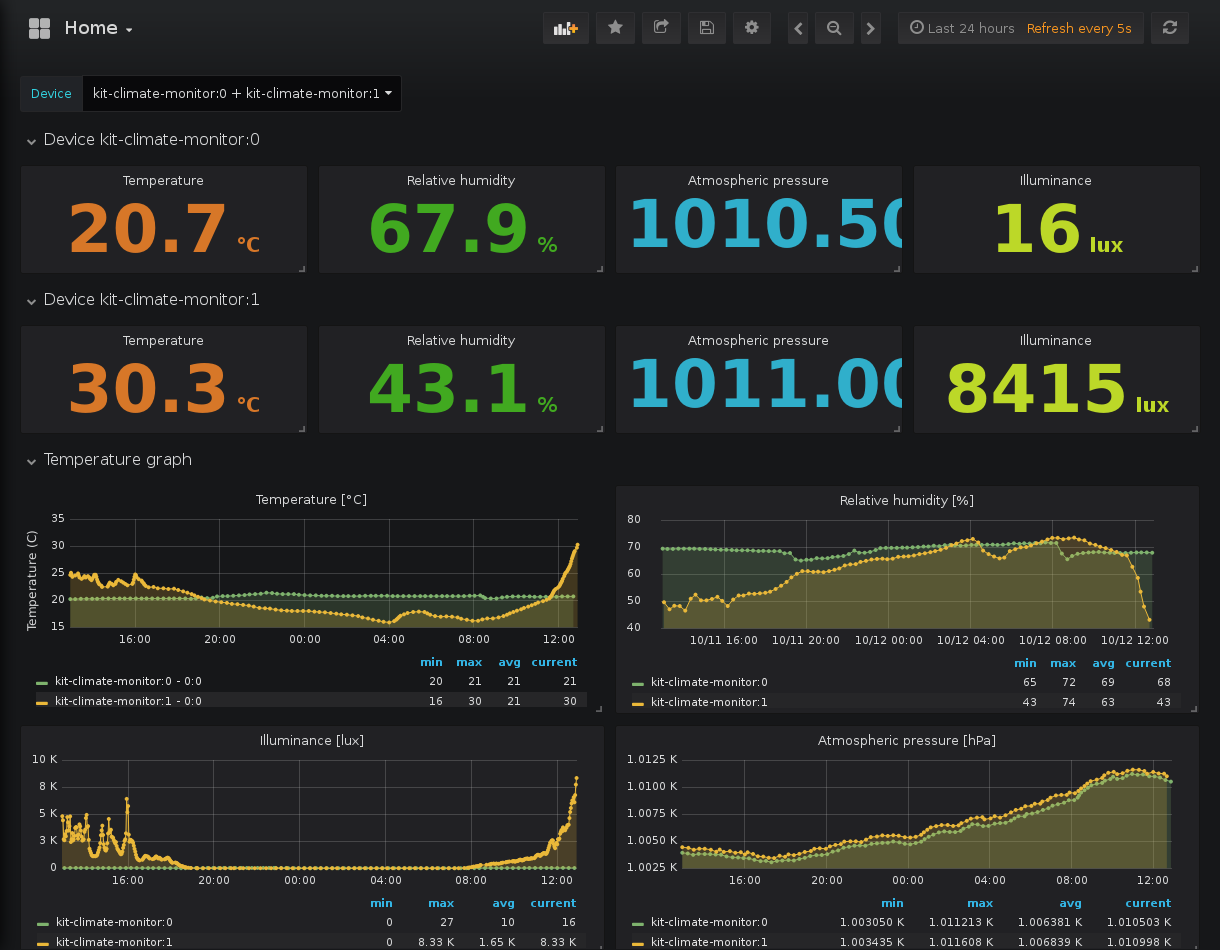 Home
Last 24 hours Refresh every 5s
Device kit-climate-monitor:0 + kit-climate-monitor:1
Device kit-climate-monitor:0
Temperature Relative humidity Atmospheric pressure Illuminance
20.7 °C 67.9 % 1010.50 16 lux
Device kit-climate-monitor:1
Temperature Relative humidity Atmospheric pressure Illuminance
30.3 °C 43.1 % 1011.00 8415 lux
Temperature graph
Temperature [°C]
Temperature (C)
35
30
25
20
15
16:00 20:00 00:00 04:00 08:00 12:00
min max avg current
kit-climate-monitor:0 - 0:0 20 21 21 21
kit-climate-monitor:1 - 0:0 16 30 21 30
Relative humidity [%]
80
70
60
50
40
10/11 16:00 10/11 20:00 10/12 00:00 10/12 04:00 10/12 08:00 10/12 12:00
min max avg current
kit-climate-monitor:0 65 72 69 68
kit-climate-monitor:1 43 74 63 43
Illuminance [lux]
10 K
8 K
5 K
3 K
0
16:00 20:00 00:00 04:00 08:00 12:00
min max avg current
kit-climate-monitor:0 0 27 10 16
kit-climate-monitor:1 0 8.33 K 1.65 K 8.33 K
Atmospheric pressure [hPa]
1.0125 K
1.0100 K
1.0075 K
1.0050 K
1.0025 K
16:00 20:00 00:00 04:00 08:00 12:00
min max avg current
kit-climate-monitor:0 1.003050 K 1.011213 K 1.006381 K 1.010503 K
kit-climate-monitor:1 1.003435 K 1.011608 K 1.006839 K 1.010998 K